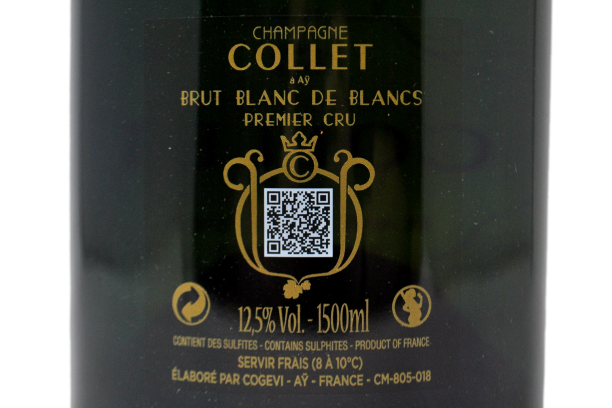 CHAMPAGNE
COLLET
à Aÿ
BRUT BLANC DE BLANCS
PREMIER CRU
C
12,5% Vol. - 1500ml
CONTIENT DES SULFITES - CONTAINS SULPHITES - PRODUCT OF FRANCE
SERVIR FRAIS (8 À 10°C)
ÉLABORÉ PAR COGEVI - AŸ - FRANCE - CM-805-018